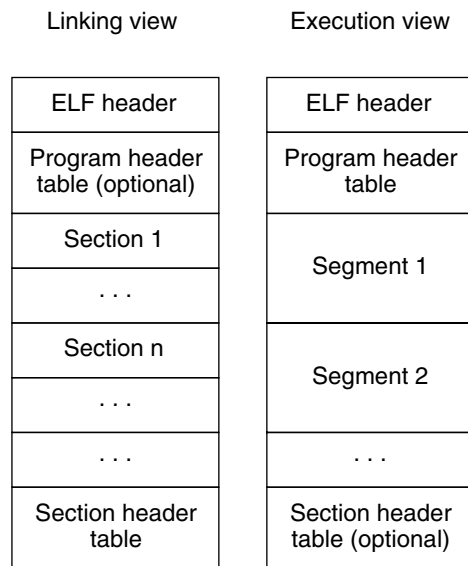 Linking view
ELF header
Program header
table (optional)
Section 1
. . .
Section n
. . .
. . .
Section header
table
Execution view
ELF header
Program header
table
Segment 1
Segment 2
. . .
Section header
table (optional)